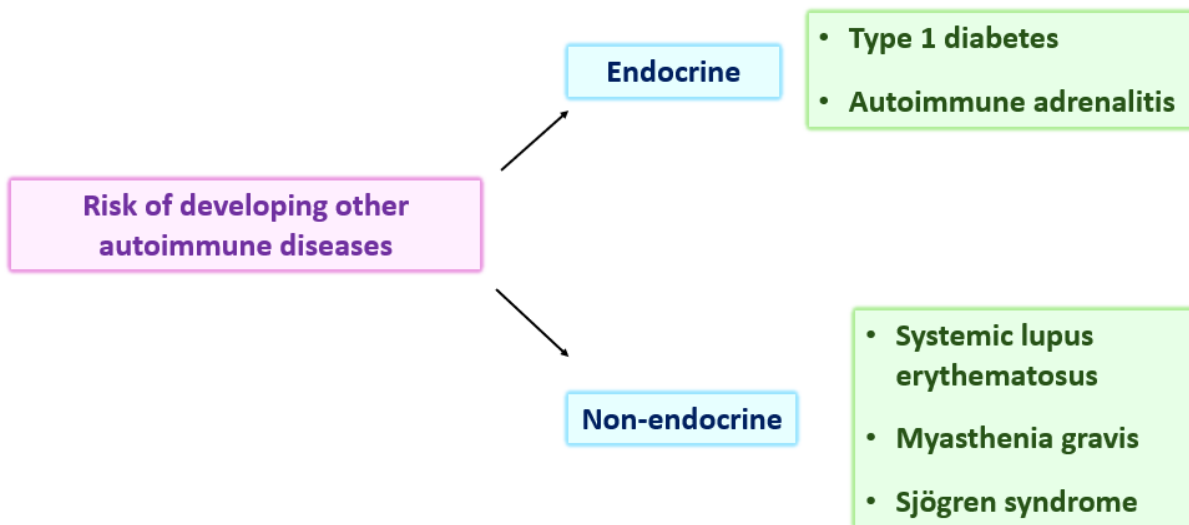 Endocrine
• Type 1 diabetes
• Autoimmune adrenalitis
Risk of developing other
autoimmune diseases
Non-endocrine
• Systemic lupus
erythematosus
• Myasthenia gravis
• Sjögren syndrome